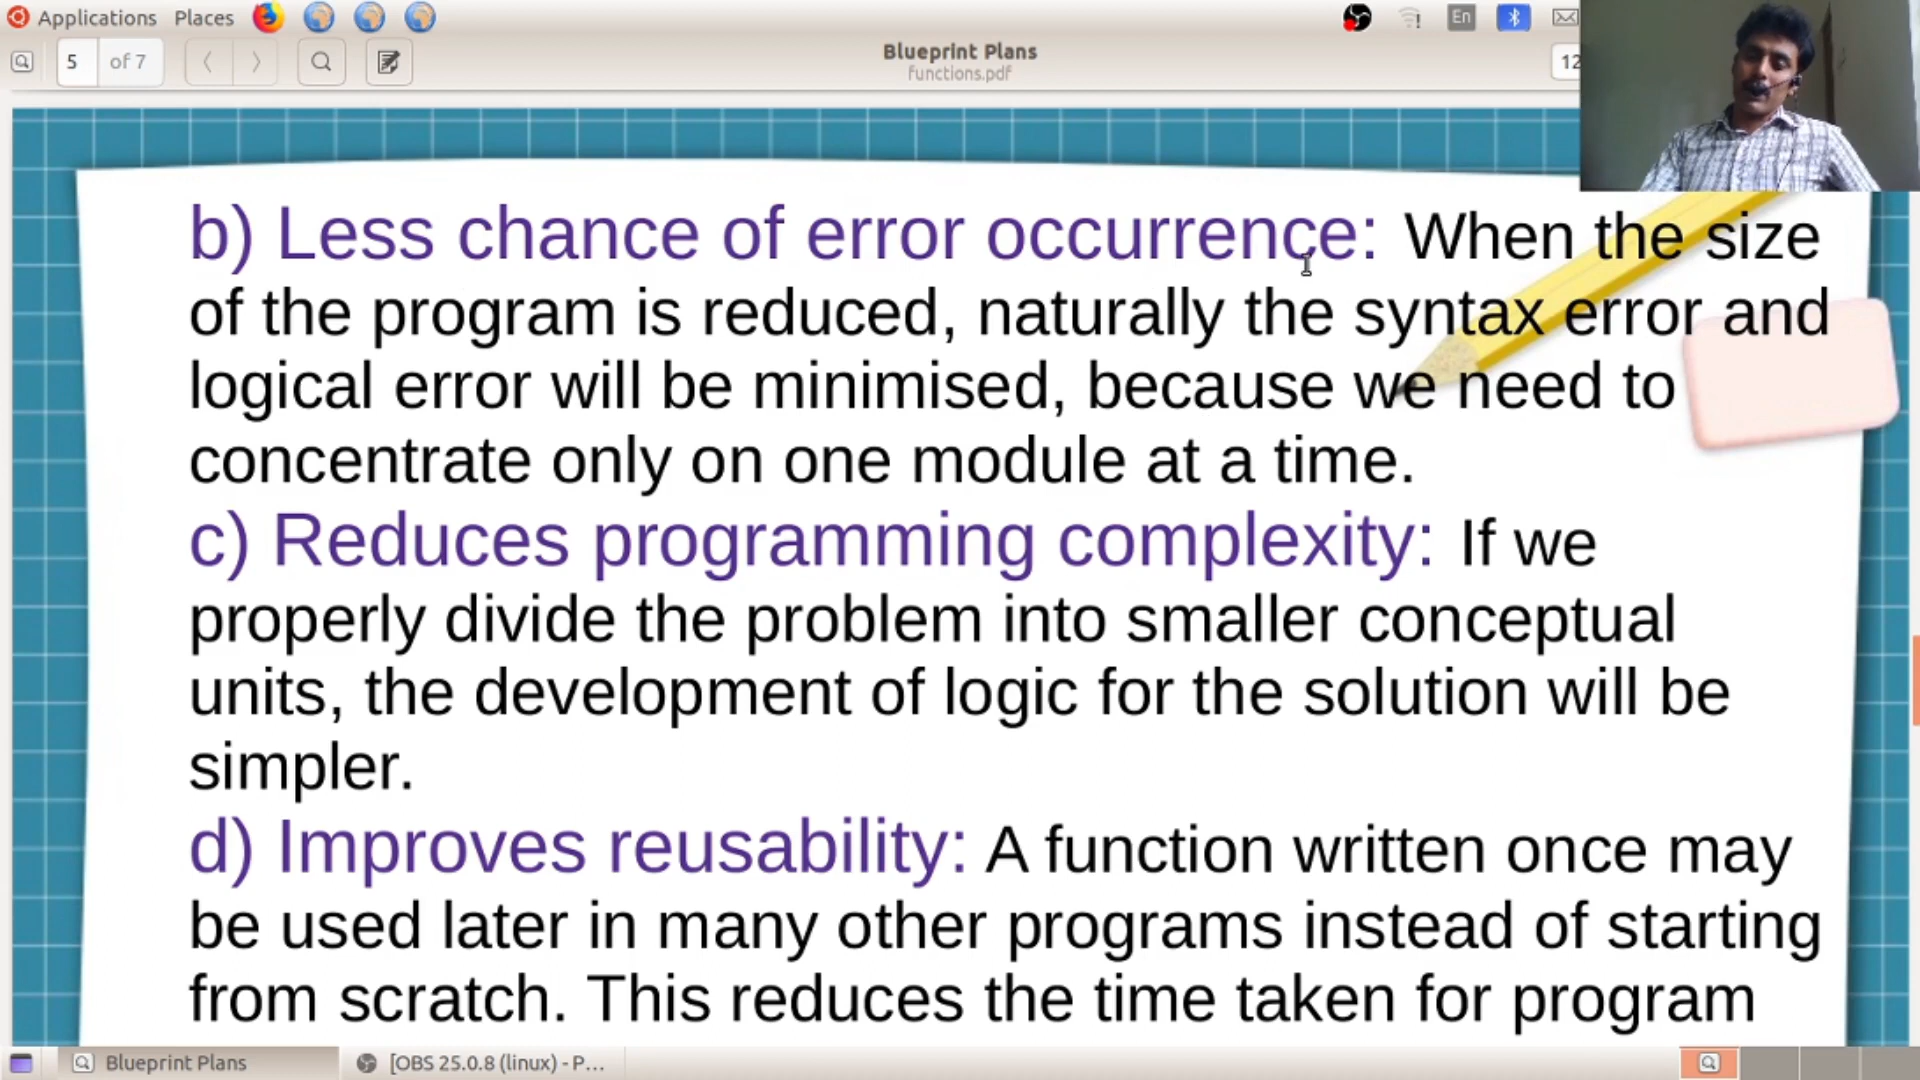 Applications Places En
5 of 7 Blueprint Plans 12
functions.pdf
b) Less chance of error occurrence: When the size
of the program is reduced, naturally the syntax error and
logical error will be minimised, because we need to
concentrate only on one module at a time.
c) Reduces programming complexity: If we
properly divide the problem into smaller conceptual
units, the development of logic for the solution will be
simpler.
d) Improves reusability: A function written once may
be used later in many other programs instead of starting
from scratch. This reduces the time taken for program
Blueprint Plans [OBS 25.0.8 (linux) - P...